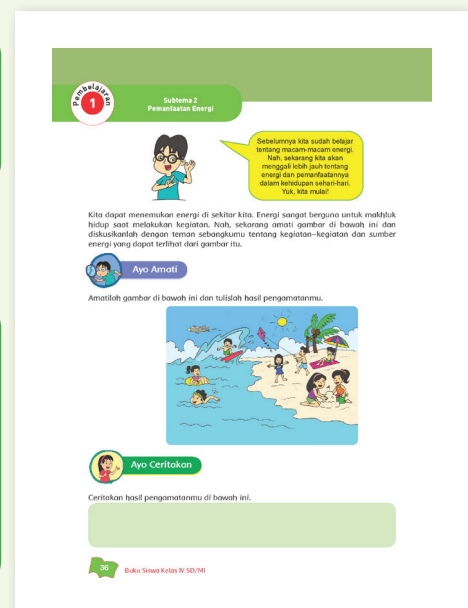 Pembelajaran
1
Subtema 2
Pemanfaatan Energi
Sebelumnya kita sudah belajar
tentang macam-macam energi.
Nah, sekarang kita akan
menggali lebih jauh tentang
energi dan pemanfaatannya
dalam kehidupan sehari-hari.
Yuk, kita mulai!
Kita dapat menemukan energi di sekitar kita. Energi sangat berguna untuk makhluk
hidup saat melakukan kegiatan. Nah, sekarang amati gambar di bawah ini dan
diskusikanlah dengan teman sebangkumu tentang kegiatan–kegiatan dan sumber
energi yang dapat terlihat dari gambar itu.
Ayo Amati
Amatilah gambar di bawah ini dan tulislah hasil pengamatanmu.
Ayo Ceritakan
Ceritakan hasil pengamatanmu di bawah ini.
36
Buku Siswa Kelas IV SD/MI